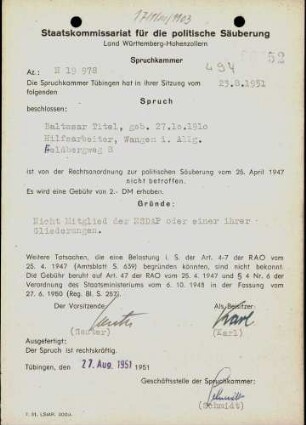 17/11w/1103
Staatskommissariat für die politische Säuberung
Land Württemberg-Hohenzollern
52
Spruchkammer
494
Az.: Z 19 978
Die Spruchkammer Tübingen hat in ihrer Sitzung vom 23.8.1951
folgenden
Spruch
beschlossen:
Baltasar Titel, geb. 27.10.1910
Hilfsarbeiter, Wangen i. Allg.
Feldbergweg 8
ist von der Rechtsanordnung zur politischen Säuberung vom 25. April 1947
nicht betroffen.
Es wird eine Gebühr von 2.- DM erhoben.
Gründe:
Nicht Mitglied der NSDAP oder einer ihrer
Gliederungen.
Weitere Tatsachen, die eine Belastung i. S. der Art. 4-7 der RAO vom
25. 4. 1947 (Amtsblatt S. 659) begründen könnten, sind nicht bekannt.
Die Gebühr beruht auf Art. 47 der RAO vom 25. 4. 1947 und § 4 Nr. 6 der
Verordnung des Staatsministeriums vom 6. 10. 1948 in der Fassung vom
27. 6. 1950 (Reg. Bl. S. 257).
Der Vorsitzende: Als Beisitzer:
(Karl)
Ausgefertigt:
Der Spruch ist rechtskräftig.
Tübingen, den 27. Aug. 1951 1951
Geschäftsstelle der Spruchkammer:
(Schmidt)